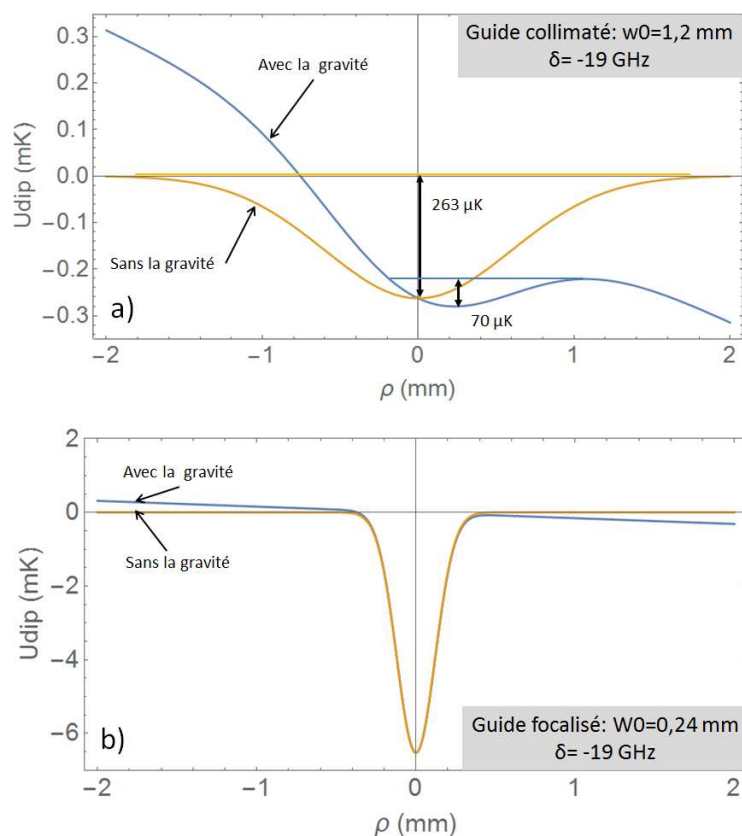 Guide collimaté: w0=1,2 mm
δ= -19 GHz
Avec la gravité
Sans la gravité
263 μK
70 μK
a)
Udip (mK)
0.3
0.2
0.1
0.0
-0.1
-0.2
-0.3
−2
−1
0
1
2
ρ (mm)
Avec la gravité
Sans la gravité
Udip (mK)
2
0
−2
−4
−6
b)
Guide focalisé: W0=0,24 mm
δ= -19 GHz
−2
−1
0
1
2
ρ (mm)